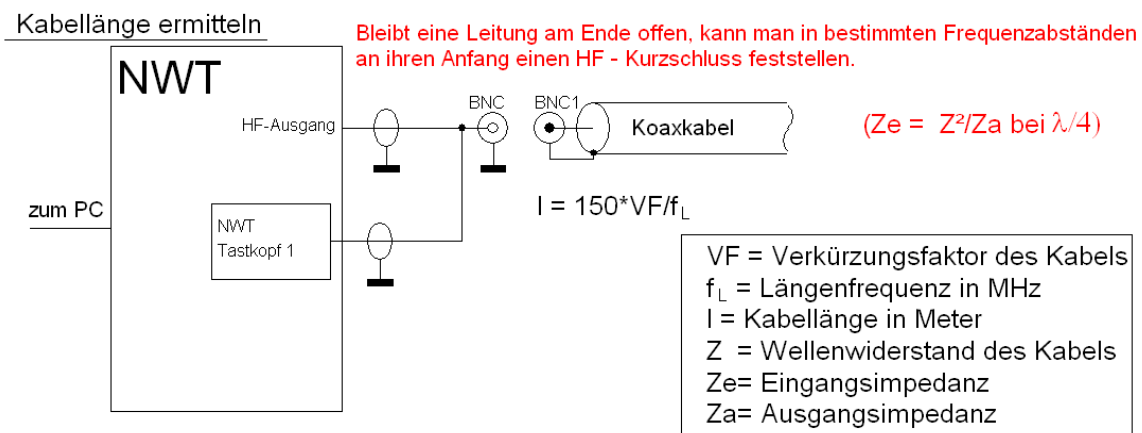 Kabellänge ermitteln
Bleibt eine Leitung am Ende offen, kann man in bestimmten Frequenzabständen
an ihren Anfang einen HF - Kurzschluss feststellen.
NWT
HF-Ausgang
BNC
BNC1
Koaxkabel
(Ze = Z²/Za bei λ/4)
zum PC
NWT
Tastkopf 1
l = 150*VF/fL
VF = Verkürzungsfaktor des Kabels
fL = Längenfrequenz in MHz
l = Kabellänge in Meter
Z = Wellenwiderstand des Kabels
Ze= Eingangsimpedanz
Za= Ausgangsimpedanz